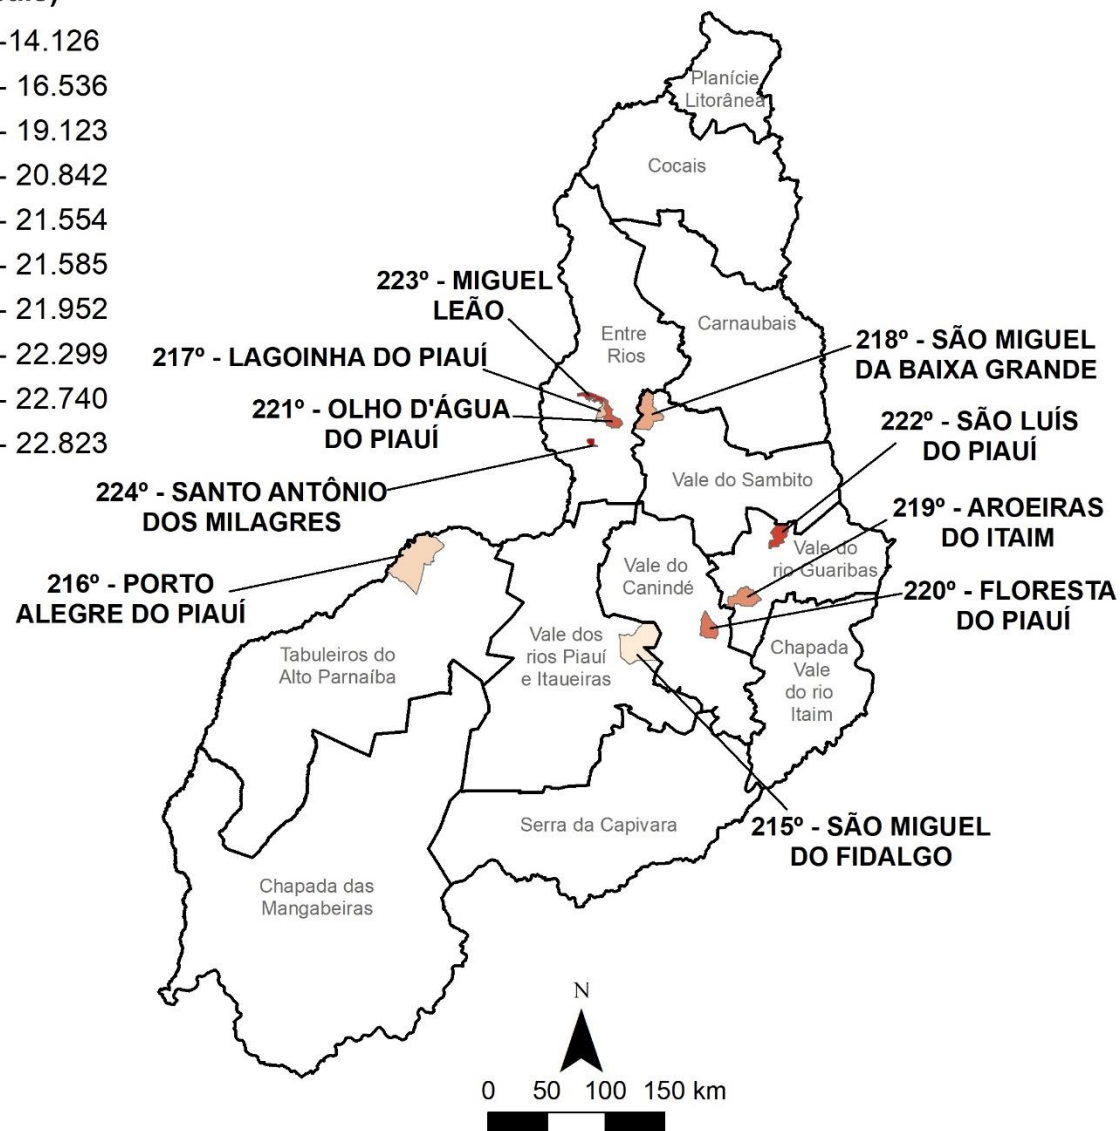 -14.126
- 16.536
- 19.123
- 20.842
- 21.554
- 21.585
- 21.952
- 22.299
- 22.740
- 22.823
Planície
Litorânea
Cocais
223º - MIGUEL
LEÃO
Entre
Rios
Carnaubais
217º - LAGOINHA DO PIAUÍ
218º - SÃO MIGUEL
DA BAIXA GRANDE
221º - OLHO D'ÁGUA
DO PIAUÍ
222º - SÃO LUÍS
DO PIAUÍ
Vale do Sambito
224º - SANTO ANTÔNIO
DOS MILAGRES
219º - AROEIRAS
DO ITAIM
Vale do
rio Guaribas
Vale do
Canindé
216º - PORTO
ALEGRE DO PIAUÍ
220º - FLORESTA
DO PIAUÍ
Tabuleiros do
Alto Parnaíba
Vale dos
rios Piauí
e Itaueiras
Chapada
Vale
do rio
Itaim
Serra da Capivara
215º - SÃO MIGUEL
DO FIDALGO
Chapada das
Mangabeiras
N
0 50 100 150 km